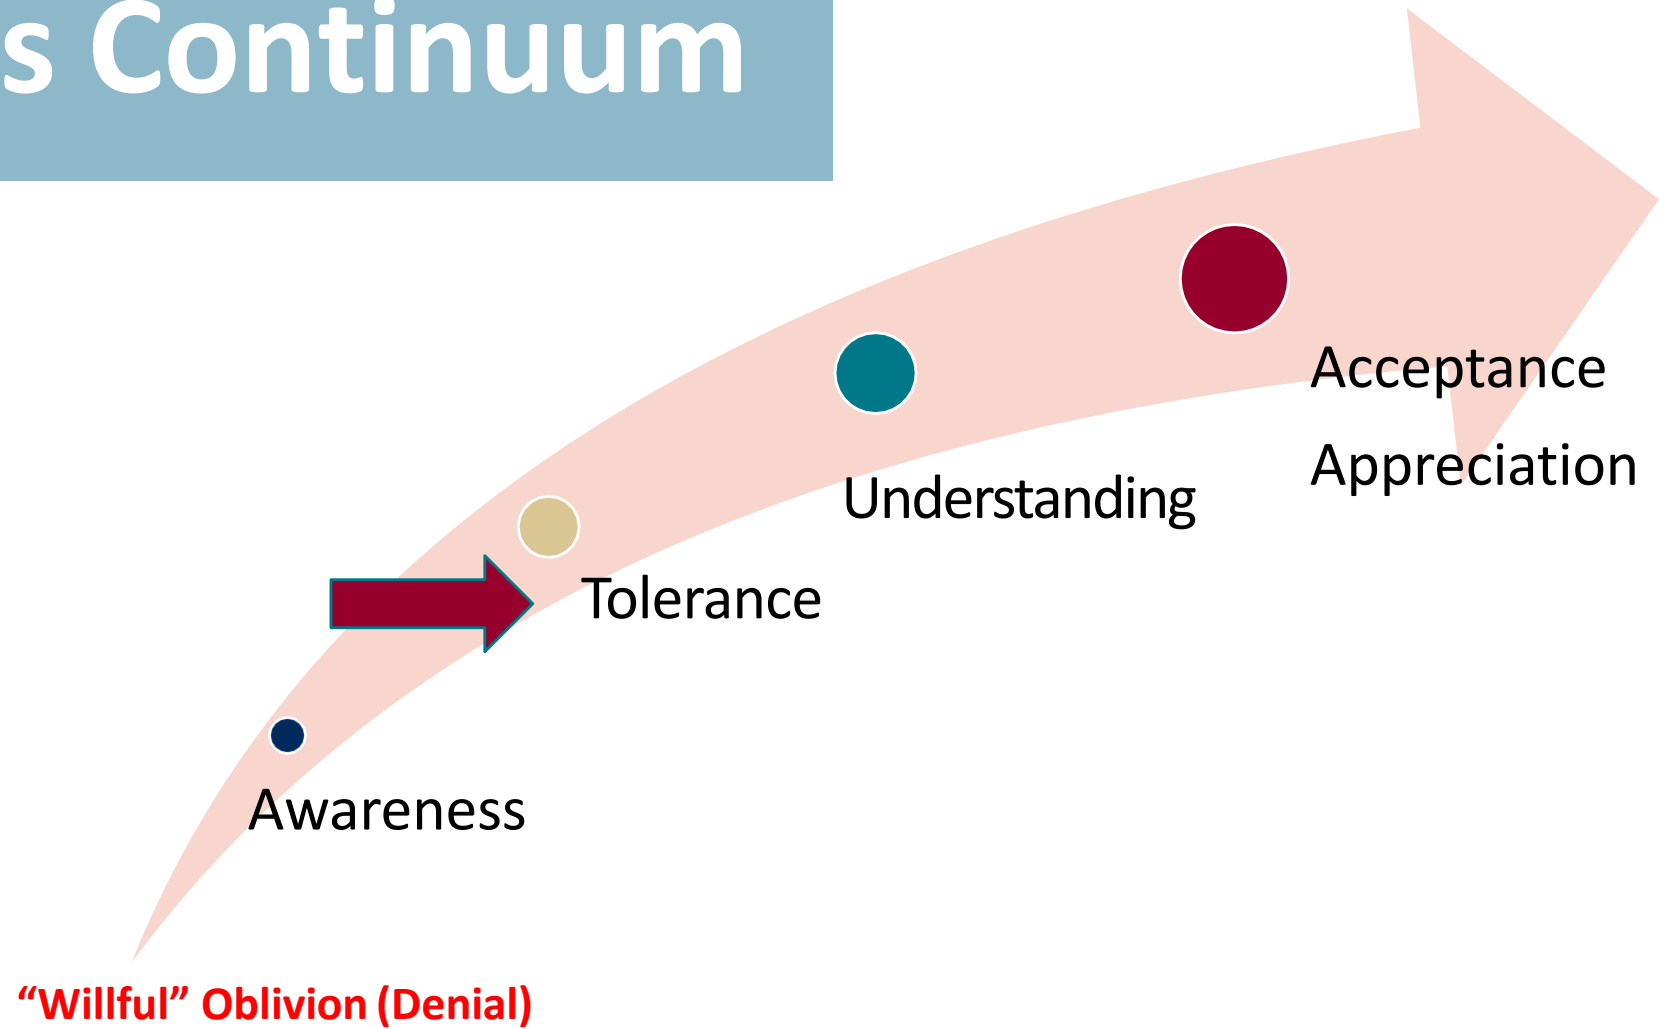 s Continuum
Acceptance
Appreciation
Understanding
Tolerance
Awareness
“Willful” Oblivion (Denial)